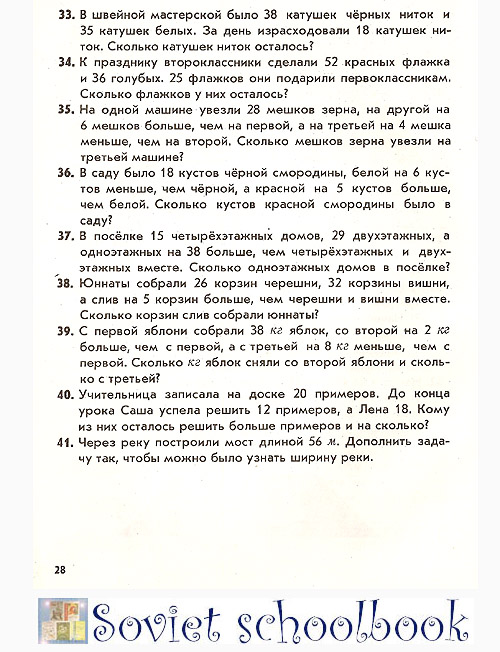 33. В швейной мастерской было 38 катушек чёрных ниток и
35 катушек белых. За день израсходовали 18 катушек ни-
ток. Сколько катушек ниток осталось?
34. К празднику второклассники сделали 52 красных флажка
и 36 голубых. 25 флажков они подарили первоклассникам.
Сколько флажков у них осталось?
35. На одной машине увезли 28 мешков зерна, на другой на
6 мешков больше, чем на первой, а на третьей на 4 мешка
меньше, чем на второй. Сколько мешков зерна увезли на
третьей машине?
36. В саду было 18 кустов чёрной смородины, белой на 6 кус-
тов меньше, чем чёрной, а красной на 5 кустов больше,
чем белой. Сколько кустов красной смородины было в
саду?
37. В посёлке 15 четырёхэтажных домов, 29 двухэтажных, а
одноэтажных на 38 больше, чем четырёхэтажных и двух-
этажных вместе. Сколько одноэтажных домов в посёлке?
38. Юннаты собрали 26 корзин черешни, 32 корзины вишни,
а слив на 5 корзин больше, чем черешни и вишни вместе.
Сколько корзин слив собрали юннаты?
39. С первой яблони собрали 38 кг яблок, со второй на 2 кг
больше, чем с первой, а с третьей на 8 кг меньше, чем с
первой. Сколько кг яблок сняли со второй яблони и сколь-
ко с третьей?
40. Учительница записала на доске 20 примеров. До конца
урока Саша успела решить 12 примеров, а Лена 18. Кому
из них осталось решить больше примеров и на сколько?
41. Через реку построили мост длиной 56 м. Дополнить зада-
чу так, чтобы можно было узнать ширину реки.
28
Soviet schoolbook